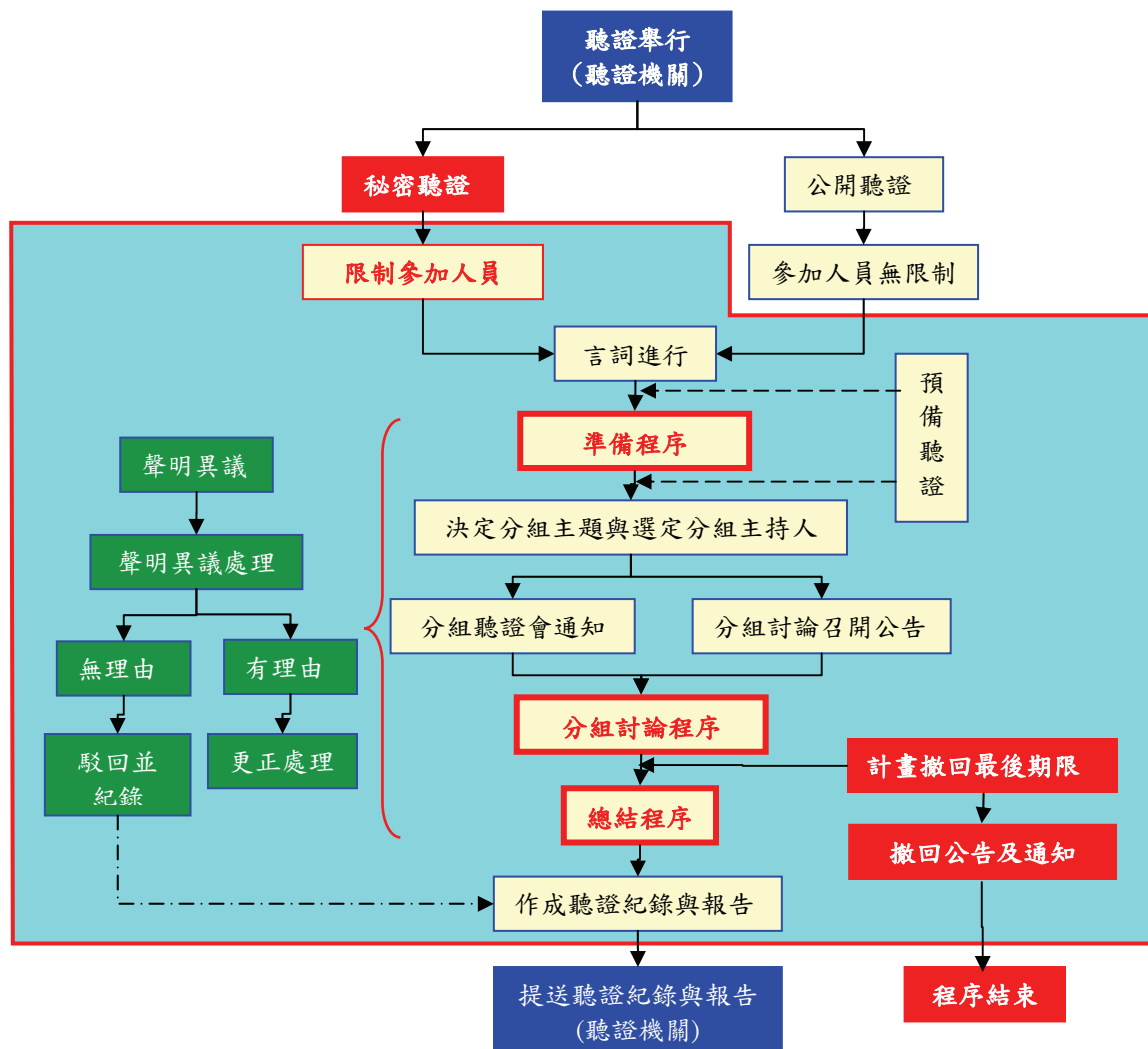 聽證舉行
(聽證機關)
秘密聽證
公開聽證
限制參加人員
參加人員無限制
言詞進行
預
備
聽
證
準備程序
聲明異議
決定分組主題與選定分組主持人
聲明異議處理
分組聽證會通知
分組討論召開公告
無理由
有理由
分組討論程序
駁回並
紀錄
更正處理
計畫撤回最後期限
總結程序
撤回公告及通知
作成聽證紀錄與報告
提送聽證紀錄與報告
(聽證機關)
程序結束